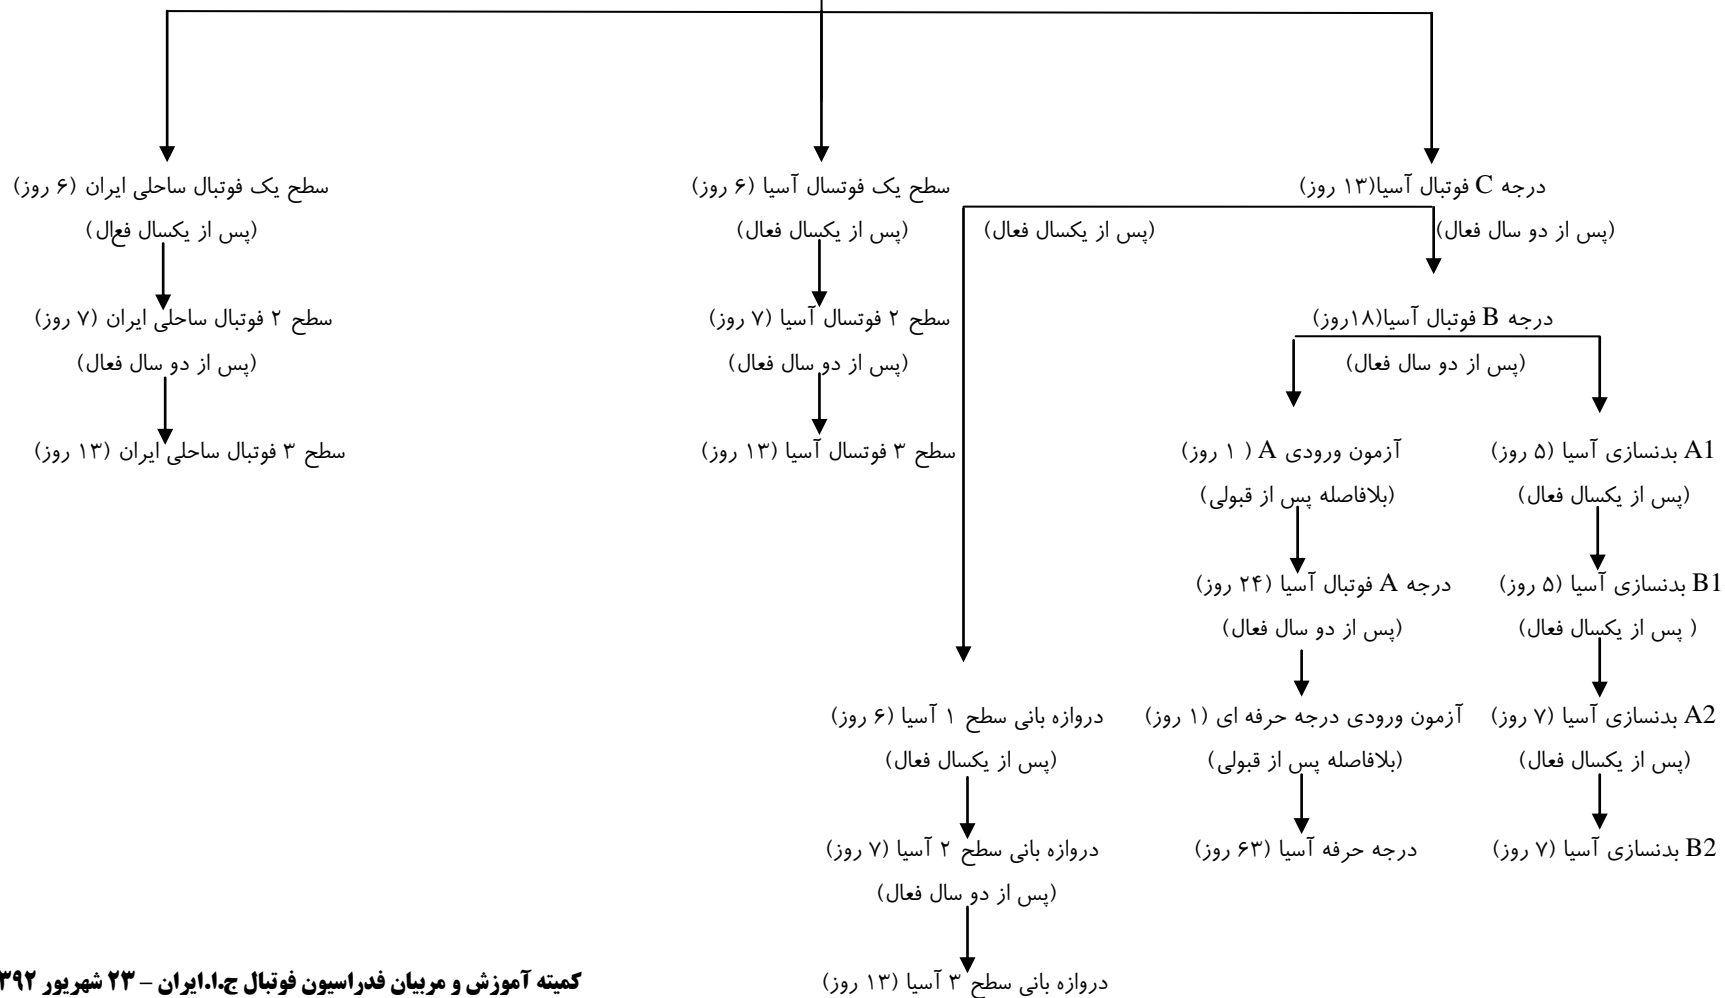 درجه C فوتبال آسیا(۱۳ روز)
سطح یک فوتسال آسیا (۶ روز)
سطح یک فوتبال ساحلی ایران (۶ روز)
(پس از دو سال فعال)
(پس از یکسال فعال)
(پس از یکسال فعال)
(پس از یکسال فعال)
درجه B فوتبال آسیا(۱۸روز)
سطح ۲ فوتسال آسیا (۷ روز)
سطح ۲ فوتبال ساحلی ایران (۷ روز)
(پس از دو سال فعال)
(پس از دو سال فعال)
(پس از دو سال فعال)
A1 بدنسازی آسیا (۵ روز)
آزمون ورودی A ( ۱ روز)
سطح ۳ فوتسال آسیا (۱۳ روز)
سطح ۳ فوتبال ساحلی ایران (۱۳ روز)
(پس از یکسال فعال)
(بلافاصله پس از قبولی)
B1 بدنسازی آسیا (۵ روز)
درجه A فوتبال آسیا (۲۴ روز)
( پس از یکسال فعال)
(پس از دو سال فعال)
A2 بدنسازی آسیا (۷ روز)
آزمون ورودی درجه حرفه ای (۱ روز)
دروازه بانی سطح ۱ آسیا (۶ روز)
(پس از یکسال فعال)
(بلافاصله پس از قبولی)
(پس از یکسال فعال)
B2 بدنسازی آسیا (۷ روز)
درجه حرفه آسیا (۶۳ روز)
دروازه بانی سطح ۲ آسیا (۷ روز)
(پس از دو سال فعال)
دروازه بانی سطح ۳ آسیا (۱۳ روز)
کمیته آموزش و مربیان فدراسیون فوتبال ج.ا.ایران – ۲۳ شهریور ۳۹۲